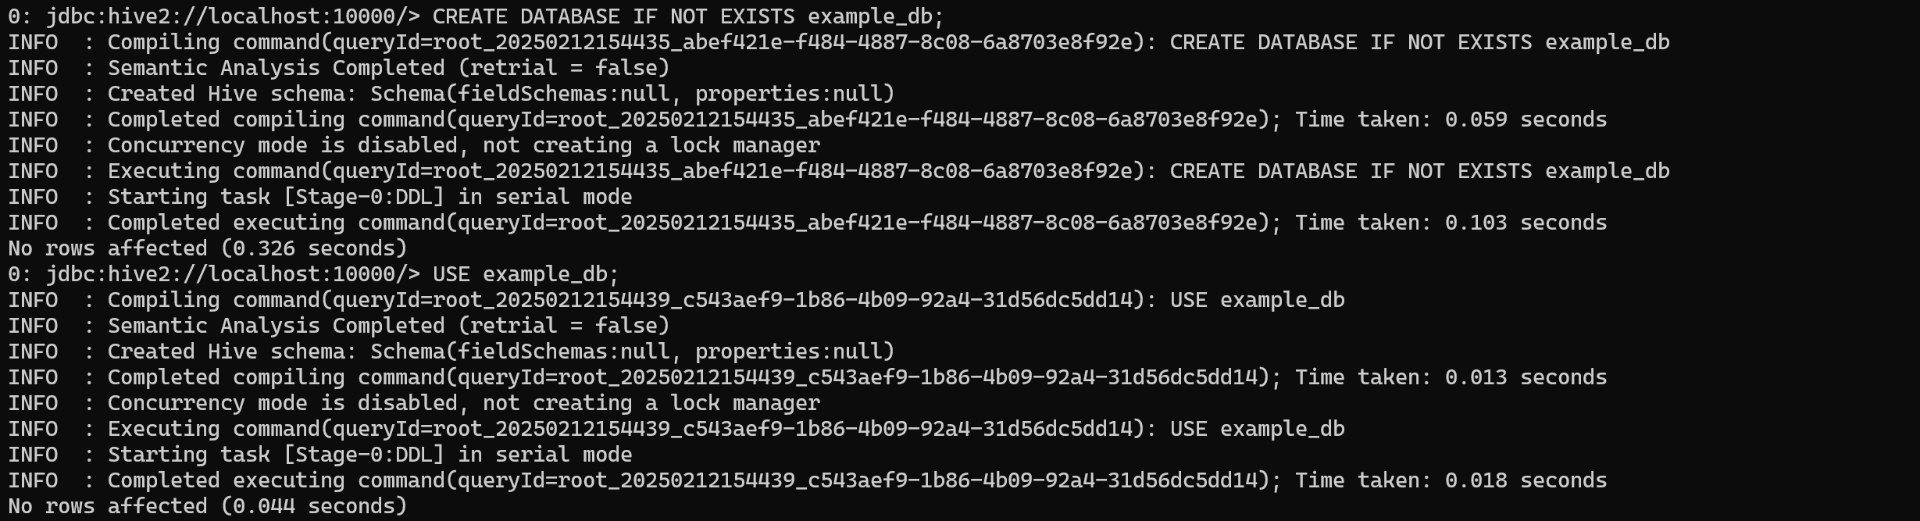 0: jdbc:hive2://localhost:10000/> CREATE DATABASE IF NOT EXISTS example_db;
INFO  : Compiling command(queryId=root_20250212154435_abef421e-f484-4887-8c08-6a8703e8f92e): CREATE DATABASE IF NOT EXISTS example_db
INFO  : Semantic Analysis Completed (retrial = false)
INFO  : Created Hive schema: Schema(fieldSchemas:null, properties:null)
INFO  : Completed compiling command(queryId=root_20250212154435_abef421e-f484-4887-8c08-6a8703e8f92e); Time taken: 0.059 seconds
INFO  : Concurrency mode is disabled, not creating a lock manager
INFO  : Executing command(queryId=root_20250212154435_abef421e-f484-4887-8c08-6a8703e8f92e): CREATE DATABASE IF NOT EXISTS example_db
INFO  : Starting task [Stage-0:DDL] in serial mode
INFO  : Completed executing command(queryId=root_20250212154435_abef421e-f484-4887-8c08-6a8703e8f92e); Time taken: 0.103 seconds
No rows affected (0.326 seconds)
0: jdbc:hive2://localhost:10000/> USE example_db;
INFO  : Compiling command(queryId=root_20250212154439_c543aef9-1b86-4b09-92a4-31d56dc5dd14): USE example_db
INFO  : Semantic Analysis Completed (retrial = false)
INFO  : Created Hive schema: Schema(fieldSchemas:null, properties:null)
INFO  : Completed compiling command(queryId=root_20250212154439_c543aef9-1b86-4b09-92a4-31d56dc5dd14); Time taken: 0.013 seconds
INFO  : Concurrency mode is disabled, not creating a lock manager
INFO  : Executing command(queryId=root_20250212154439_c543aef9-1b86-4b09-92a4-31d56dc5dd14): USE example_db
INFO  : Starting task [Stage-0:DDL] in serial mode
INFO  : Completed executing command(queryId=root_20250212154439_c543aef9-1b86-4b09-92a4-31d56dc5dd14); Time taken: 0.018 seconds
No rows affected (0.044 seconds)